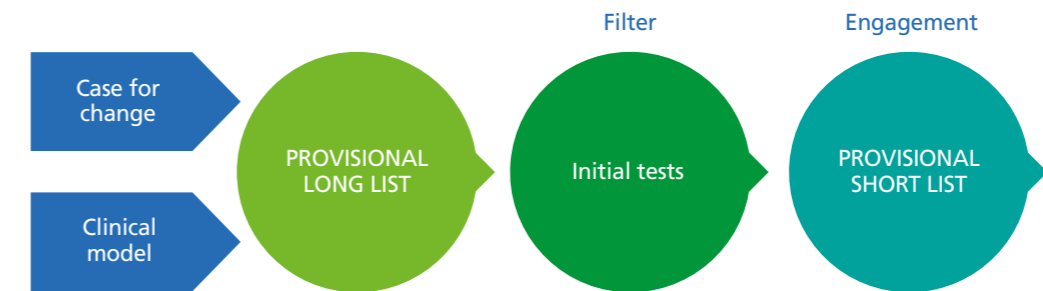 Filter
Engagement
Case for
change
Clinical
model
PROVISIONAL
LONG LIST
Initial tests
PROVISIONAL
SHORT LIST